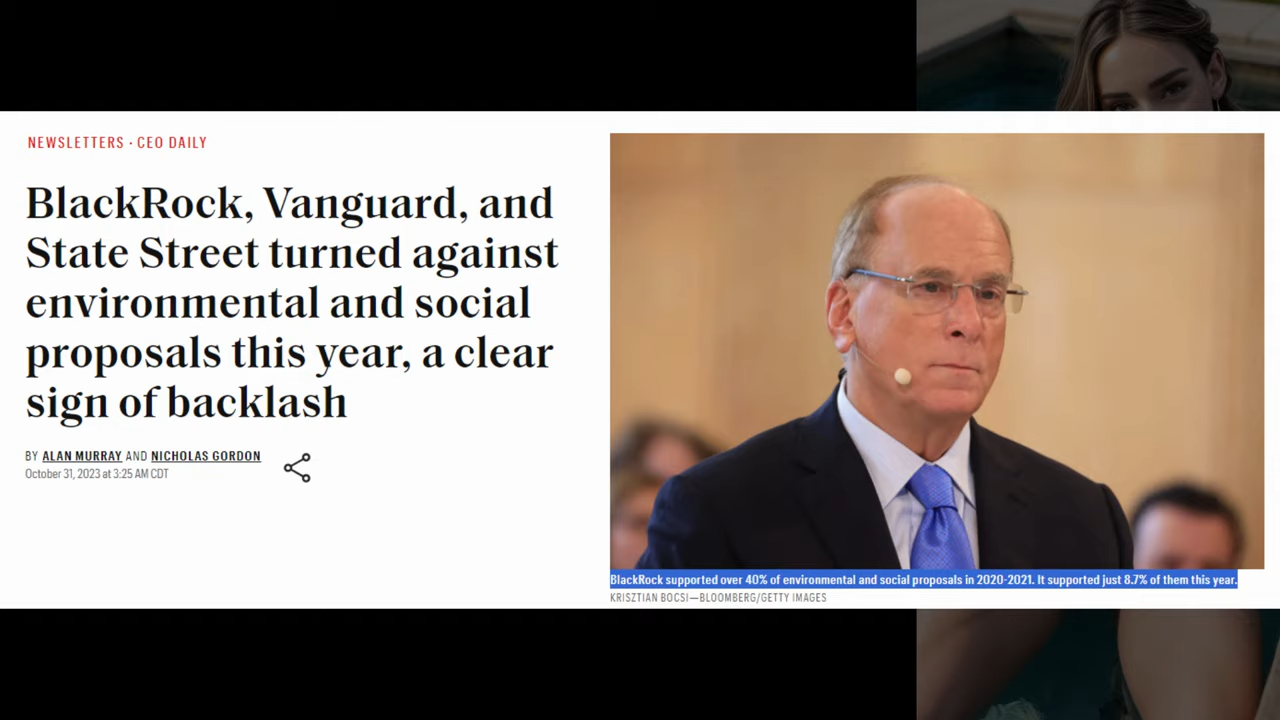 NEWSLETTERS · CEO DAILY
BlackRock, Vanguard, and
State Street turned against
environmental and social
proposals this year, a clear
sign of backlash
BY ALAN MURRAY AND NICHOLAS GORDON
October 31, 2023 at 3:25 AM CDT
BlackRock supported over 40% of environmental and social proposals in 2020-2021. It supported just 8.7% of them this year.
KRISZTIAN BOCSI—BLOOMBERG/GETTY IMAGES